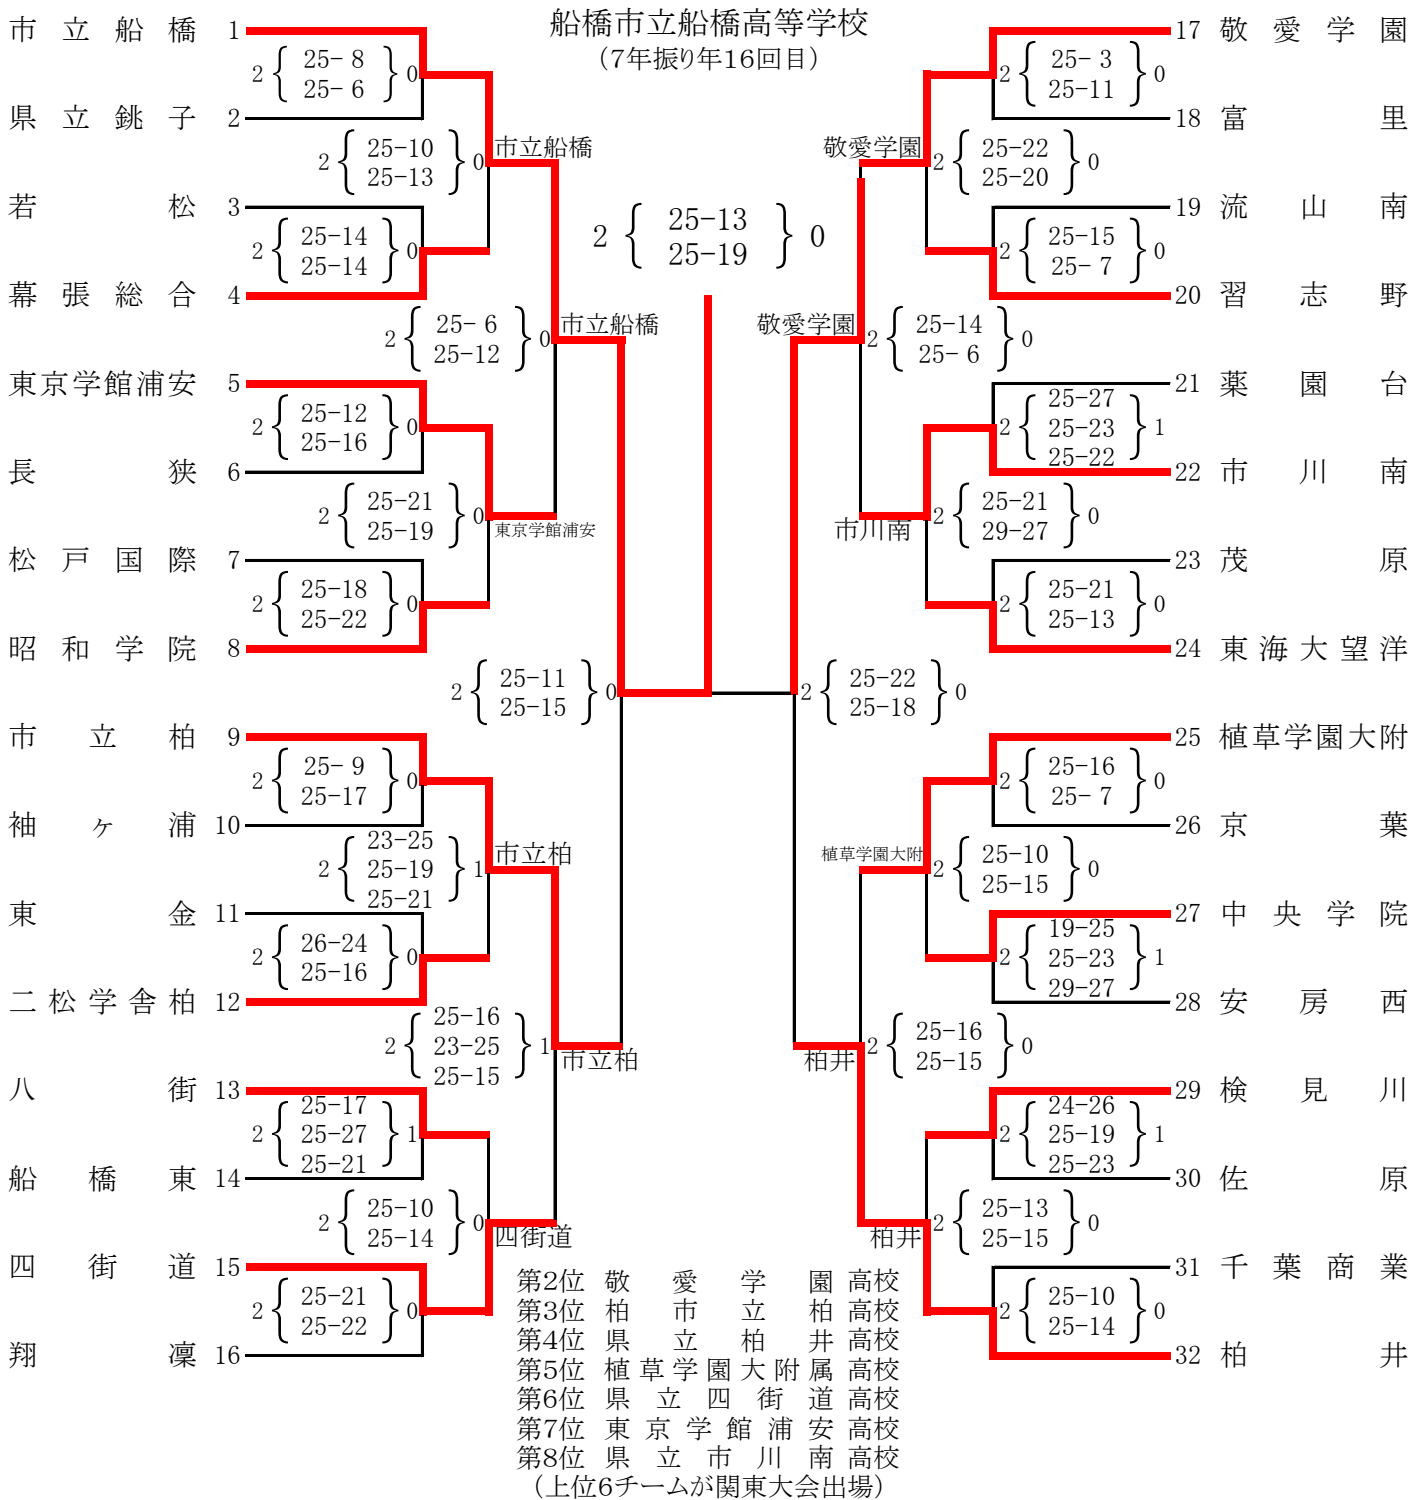 船橋市立船橋高等学校
（7年振り年16回目）
市立船橋 1
2 25- 8 0
25- 6
県立銚子 2
2 25-10 0
25-13
市立船橋
若松 3
2 25-14 0
25-14
幕張総合 4
2 25- 6 0
25-12
市立船橋
東京学館浦安 5
2 25-12 0
25-16
長狭 6
2 25-21 0
25-19
東京学館浦安
松戸国際 7
2 25-18 0
25-22
昭和学院 8
2 25-11 0
25-15
市立柏 9
2 25- 9 0
25-17
袖ヶ浦 10
23-25
2 25-19 1
25-21
市立柏
東金 11
2 26-24 0
25-16
二松学舎柏 12
25-16
2 23-25 1
25-15
市立柏
八街 13
25-17
2 25-27 1
25-21
船橋東 14
2 25-10 0
25-14
四街道
四街道 15
2 25-21 0
25-22
翔凜 16
2 25-13 0
25-19
17 敬愛学園
2 25- 3 0
25-11
18 富里
敬愛学園
2 25-22 0
25-20
19 流山南
2 25-15 0
25- 7
20 習志野
敬愛学園
2 25-14 0
25- 6
21 薬園台
25-27
2 25-23 1
25-22
22 市川南
市川南
2 25-21 0
29-27
23 茂原
2 25-21 0
25-13
24 東海大望洋
2 25-22 0
25-18
25 植草学園大附
2 25-16 0
25- 7
26 京葉
植草学園大附
2 25-10 0
25-15
27 中央学院
19-25
2 25-23 1
29-27
28 安房西
柏井
2 25-16 0
25-15
29 検見川
24-26
2 25-19 1
25-23
30 佐原
柏井
2 25-13 0
25-15
31 千葉商業
2 25-10 0
25-14
32 柏井
第2位 敬愛学園 高校
第3位 柏市立柏 高校
第4位 県立柏井 高校
第5位 植草学園大附属 高校
第6位 県立四街道 高校
第7位 東京学館浦安 高校
第8位 県立市川南 高校
（上位6チームが関東大会出場）